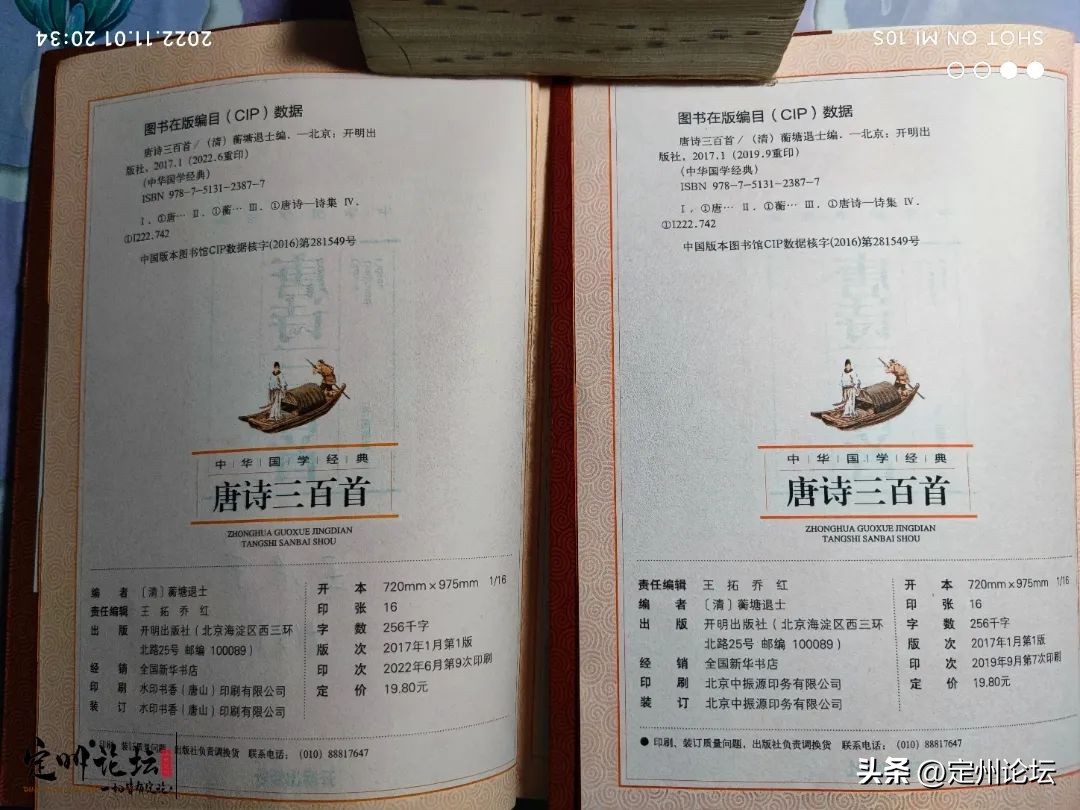 2022.11.01 20:34
SHOT ON MI 10S
图书在版编目（CIP）数据
唐诗三百首／（清）蘅塘退士编．—北京：开明出
版社，2017.1（2022.6重印）
（中华国学经典）
ISBN 978-7-5131-2387-7
Ⅰ．①唐… Ⅱ．①蘅… Ⅲ．①唐诗—诗集 Ⅳ．
①I222.742
中国版本图书馆CIP数据核字(2016)第281549号
中华国学经典
唐诗三百首
ZHONGHUA GUOXUE JINGDIAN
TANGSHI SANBAI SHOU
编 者 〔清〕蘅塘退士
责任编辑 王 拓 乔 红
出 版 开明出版社（北京海淀区西三环
北路25号 邮编 100089）
经 销 全国新华书店
印 刷 水印书香（唐山）印刷有限公司
装 订 水印书香（唐山）印刷有限公司
开 本 720mm×975mm 1/16
印 张 16
字 数 256千字
版 次 2017年1月第1版
印 次 2022年6月第9次印刷
定 价 19.80元
印刷、装订质量问题，出版社负责调换货 联系电话：（010）88817647
图书在版编目（CIP）数据
唐诗三百首／（清）蘅塘退士编．—北京：开明出
版社，2017.1（2019.9重印）
（中华国学经典）
ISBN 978-7-5131-2387-7
Ⅰ．①唐… Ⅱ．①蘅… Ⅲ．①唐诗—诗集 Ⅳ．
①I222.742
中国版本图书馆CIP数据核字(2016)第281549号
中华国学经典
唐诗三百首
ZHONGHUA GUOXUE JINGDIAN
TANGSHI SANBAI SHOU
责任编辑 王 拓 乔 红
编 者 〔清〕蘅塘退士
出 版 开明出版社（北京海淀区西三环
北路25号 邮编 100089）
经 销 全国新华书店
印 刷 北京中振源印务有限公司
装 订 北京中振源印务有限公司
开 本 720mm×975mm 1/16
印 张 16
字 数 256千字
版 次 2017年1月第1版
印 次 2019年9月第7次印刷
定 价 19.80元
●印刷、装订质量问题，出版社负责调换货 联系电话：（010）88817647
定州论坛
头条 @定州论坛